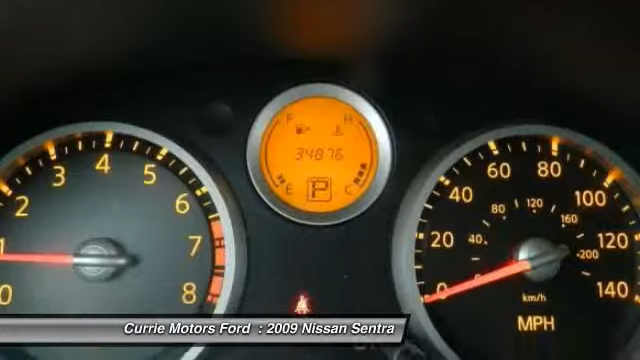 F H
34876
E P C
0 1 2 3 4 5 6 7 8
0 20 40 60 80 100 120 140
40 80 120 160 200
km/h
MPH
Currie Motors Ford : 2009 Nissan Sentra